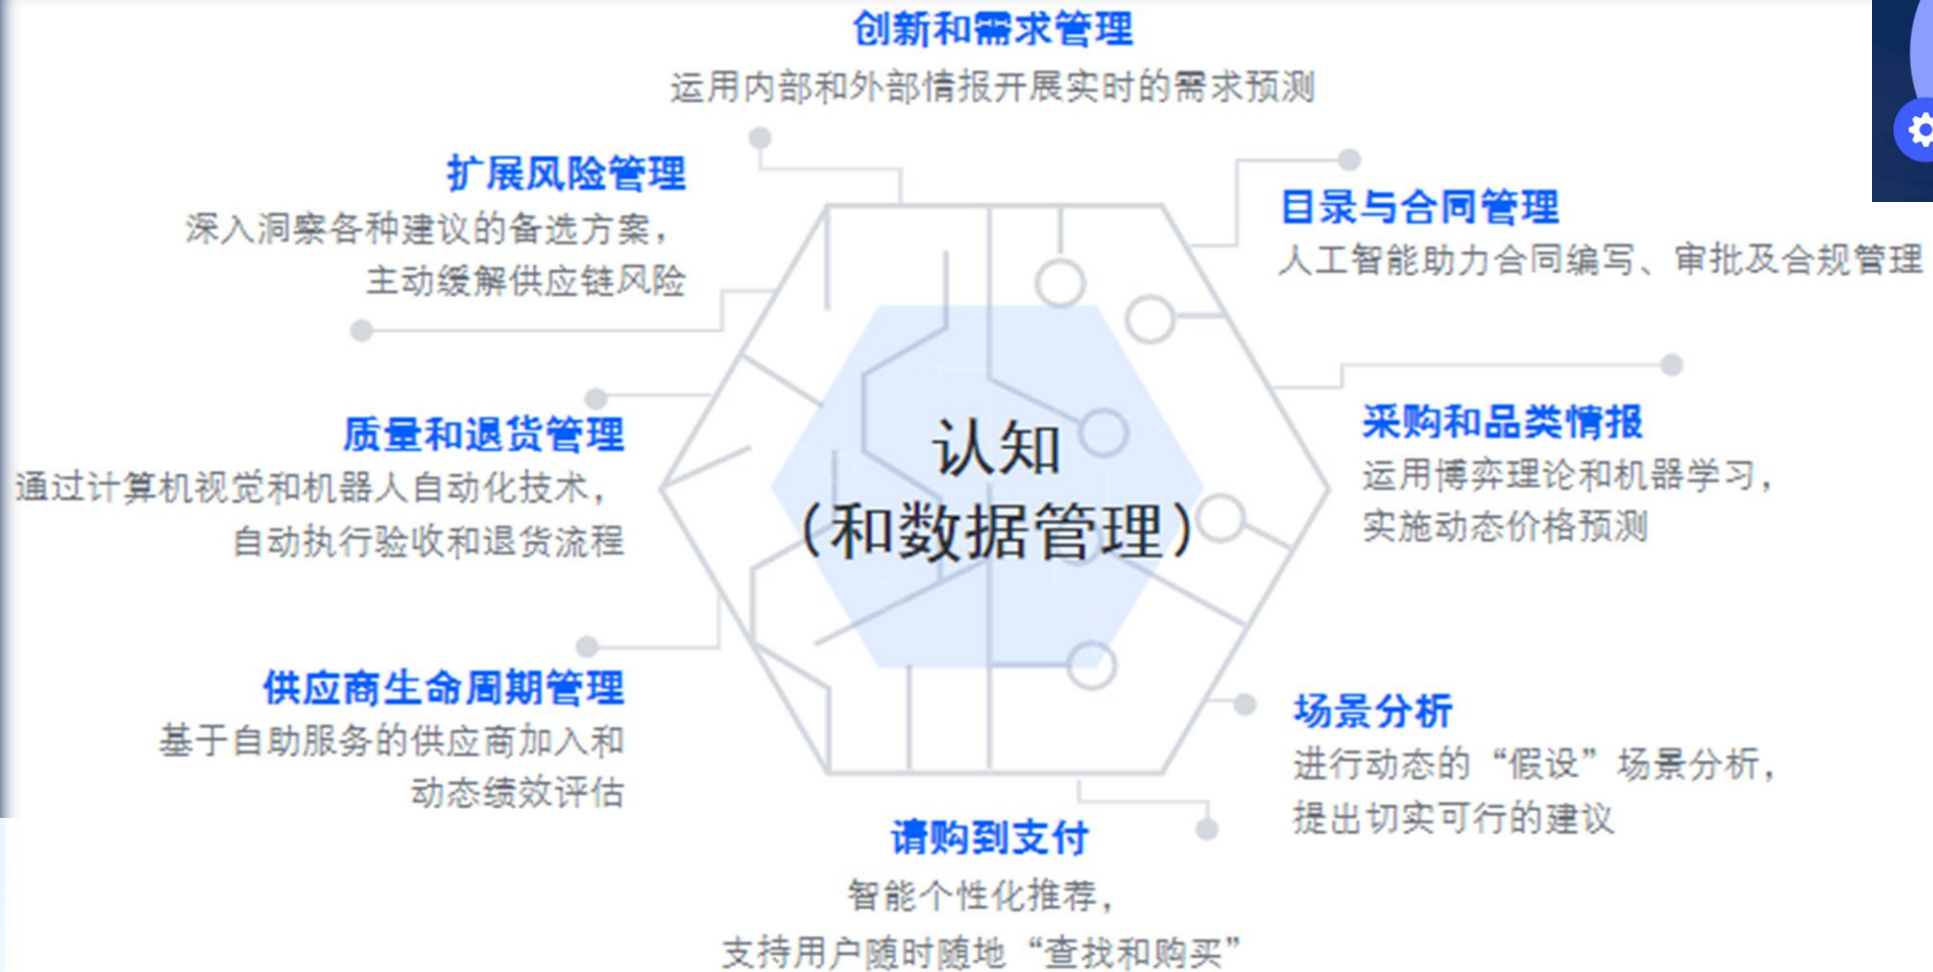 创新和需求管理
运用内部和外部情报开展实时的需求预测
扩展风险管理
深入洞察各种建议的备选方案，
主动缓解供应链风险
目录与合同管理
人工智能助力合同编写、审批及合规管理
质量和退货管理
通过计算机视觉和机器人自动化技术，
自动执行验收和退货流程
认知
（和数据管理）
采购和品类情报
运用博弈理论和机器学习，
实施动态价格预测
供应商生命周期管理
基于自助服务的供应商加入和
动态绩效评估
场景分析
进行动态的“假设”场景分析，
提出切实可行的建议
请购到支付
智能个性化推荐，
支持用户随时随地“查找和购买”